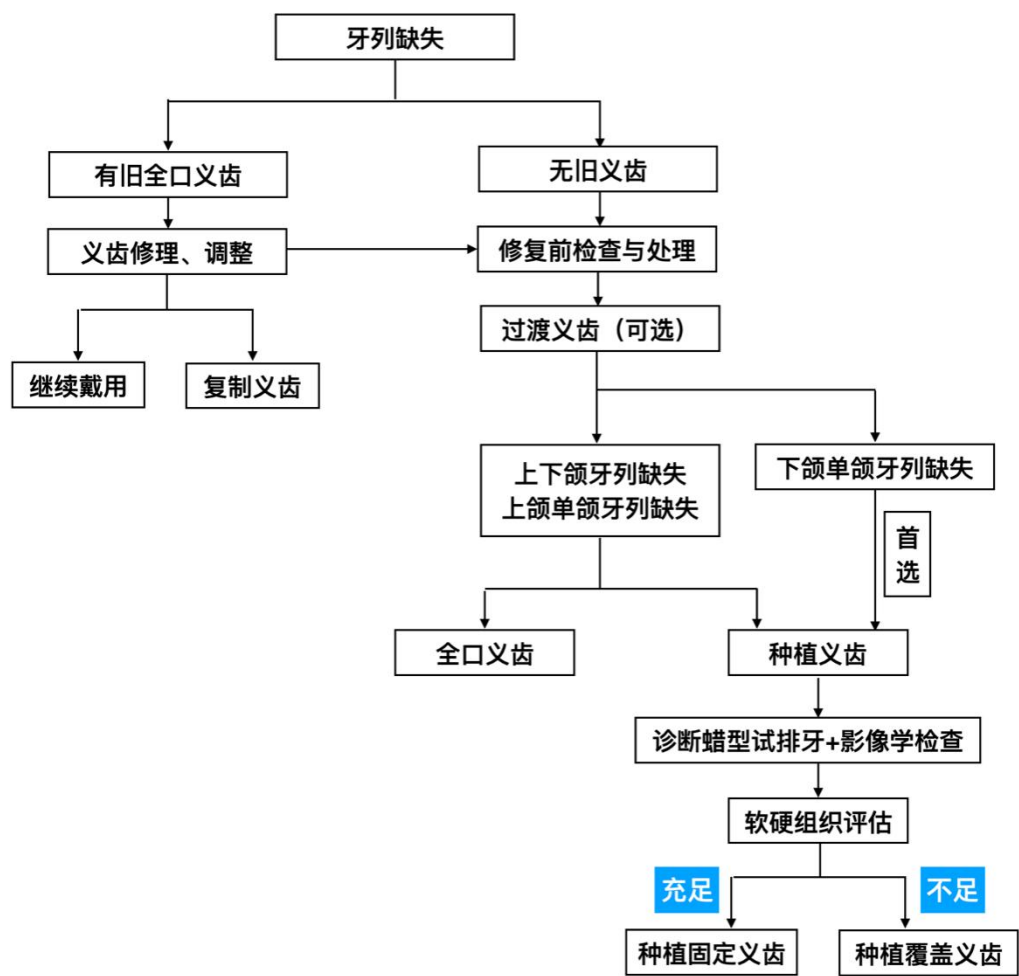 牙列缺失
有旧全口义齿
无旧义齿
义齿修理、调整
修复前检查与处理
过渡义齿（可选）
继续戴用
复制义齿
上下颌牙列缺失
上颌单颌牙列缺失
下颌单颌牙列缺失
首
选
全口义齿
种植义齿
诊断蜡型试排牙+影像学检查
软硬组织评估
充足
不足
种植固定义齿
种植覆盖义齿